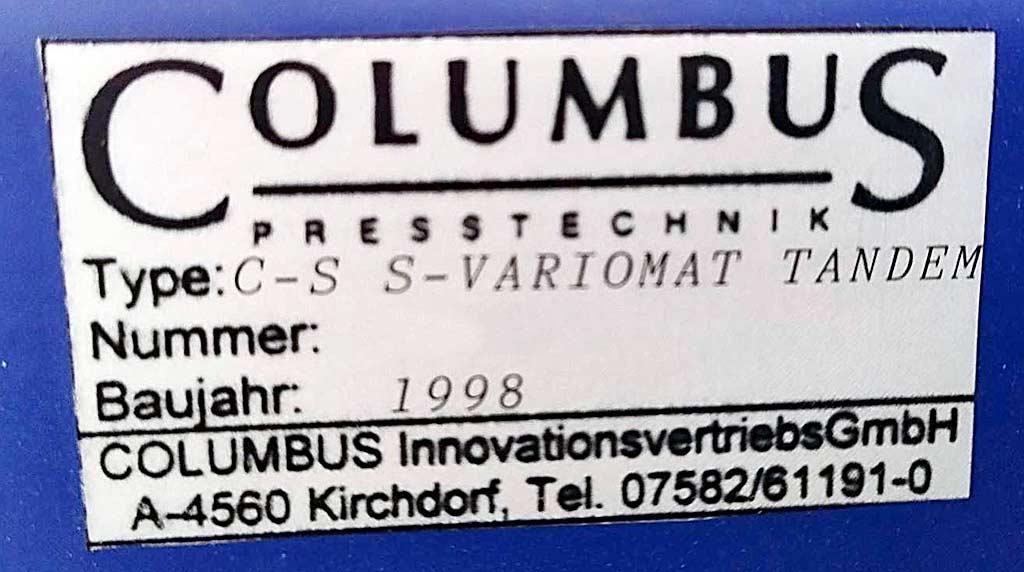 COLUMBUS
PRESSTECHNIK
Type: C-S S-VARIOMAT TANDEM
Nummer:
Baujahr: 1998
COLUMBUS InnovationsvertriebsGmbH
A-4560 Kirchdorf, Tel. 07582/61191-0